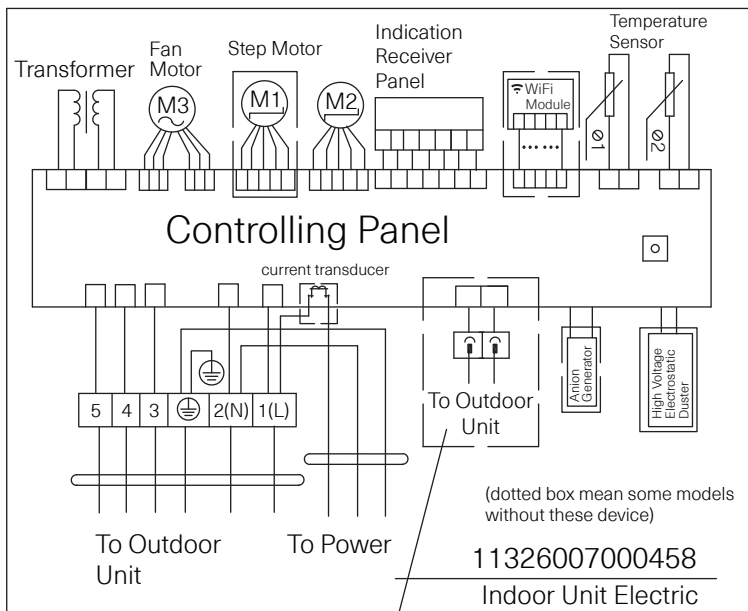 Transformer
Fan
Motor
Step Motor
Indication
Receiver
Panel
Temperature
Sensor
M3
M1
M2
WiFi
Module
Ø1
Ø2
Controlling Panel
current transducer
5
4
3
2(N)
1(L)
To Outdoor
Unit
Anion
Generator
High Voltage
Electrostatic
Duster
To Outdoor
Unit
To Power
(dotted box mean some models
without these device)
11326007000458
Indoor Unit Electric